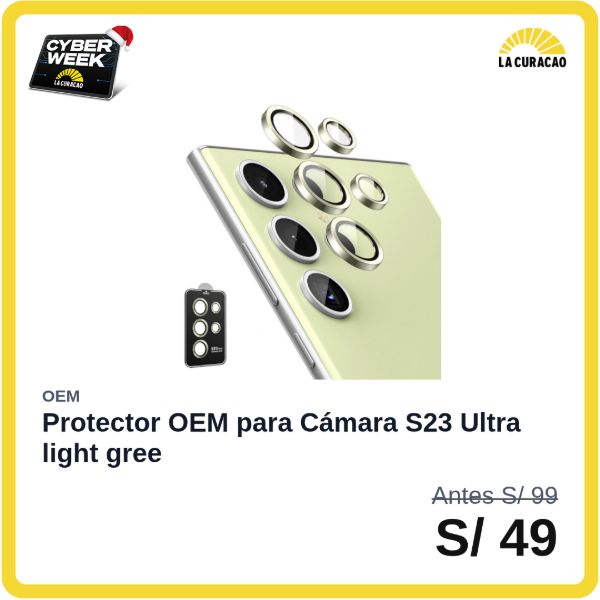 CYBER
WEEK
LA CURACAO
LA CURACAO
OEM
Protector OEM para Cámara S23 Ultra
light gree
Antes S/ 99
S/ 49